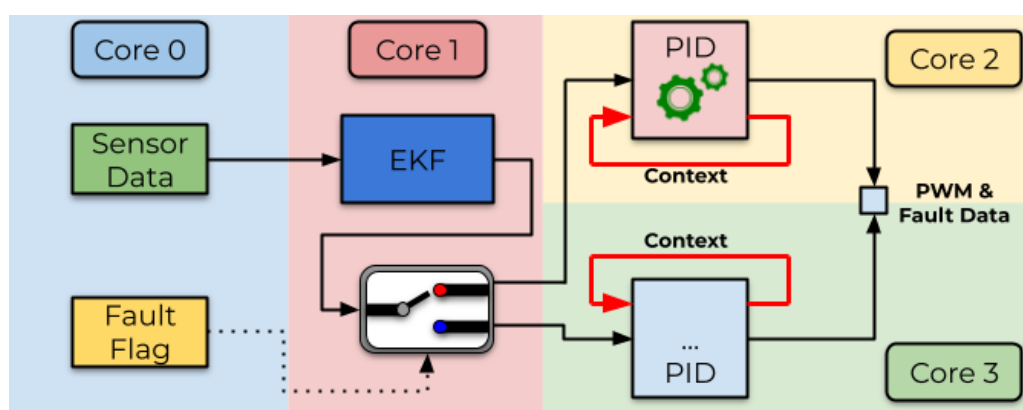 Core 0
Core 1
PID
Core 2
Sensor
Data
EKF
Context
PWM &
Fault Data
Context
Fault
Flag
...
PID
Core 3